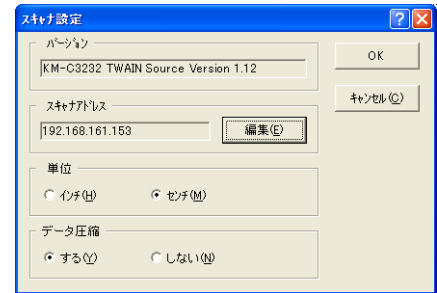 ｽｷｬﾅ設定
ﾊﾞｰｼﾞｮﾝ
KM-C3232 TWAIN Source Version 1.12
OK
ｷｬﾝｾﾙ(C)
ｽｷｬﾅｱﾄﾞﾚｽ
192.168.161.153
編集(E)
単位
ｲﾝﾁ(H)
ｾﾝﾁ(M)
データ圧縮
する(Y)
しない(N)